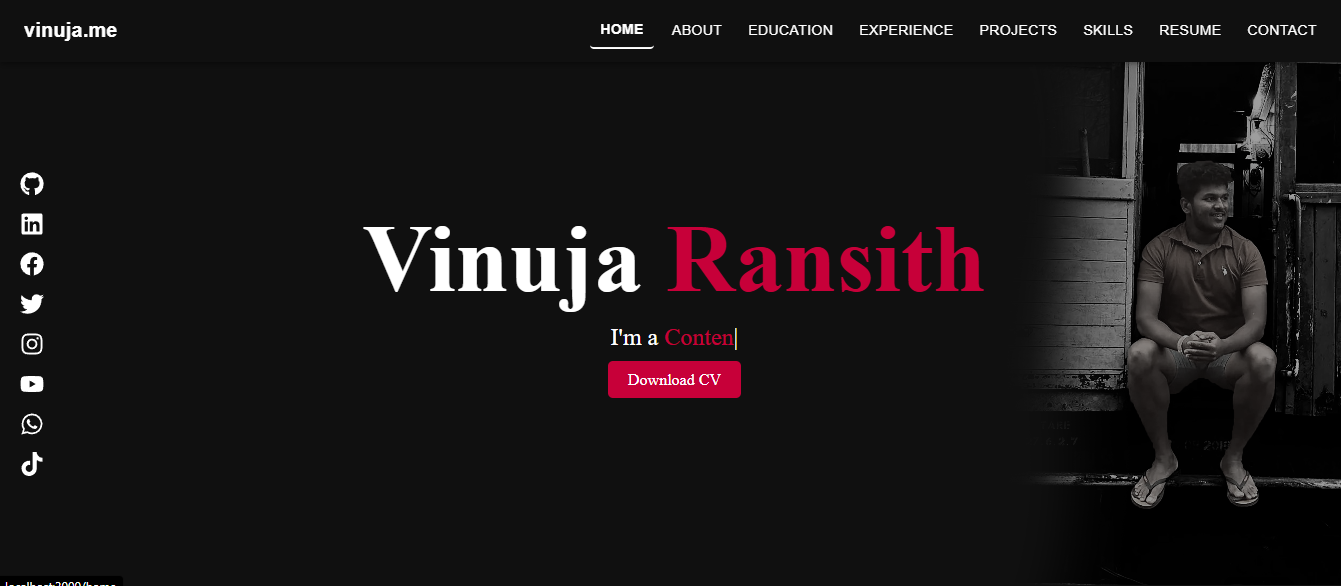 vinuja.me
HOME ABOUT EDUCATION EXPERIENCE PROJECTS SKILLS RESUME CONTACT
Vinuja Ransith
I'm a Conten
Download CV
localhost:3000/home